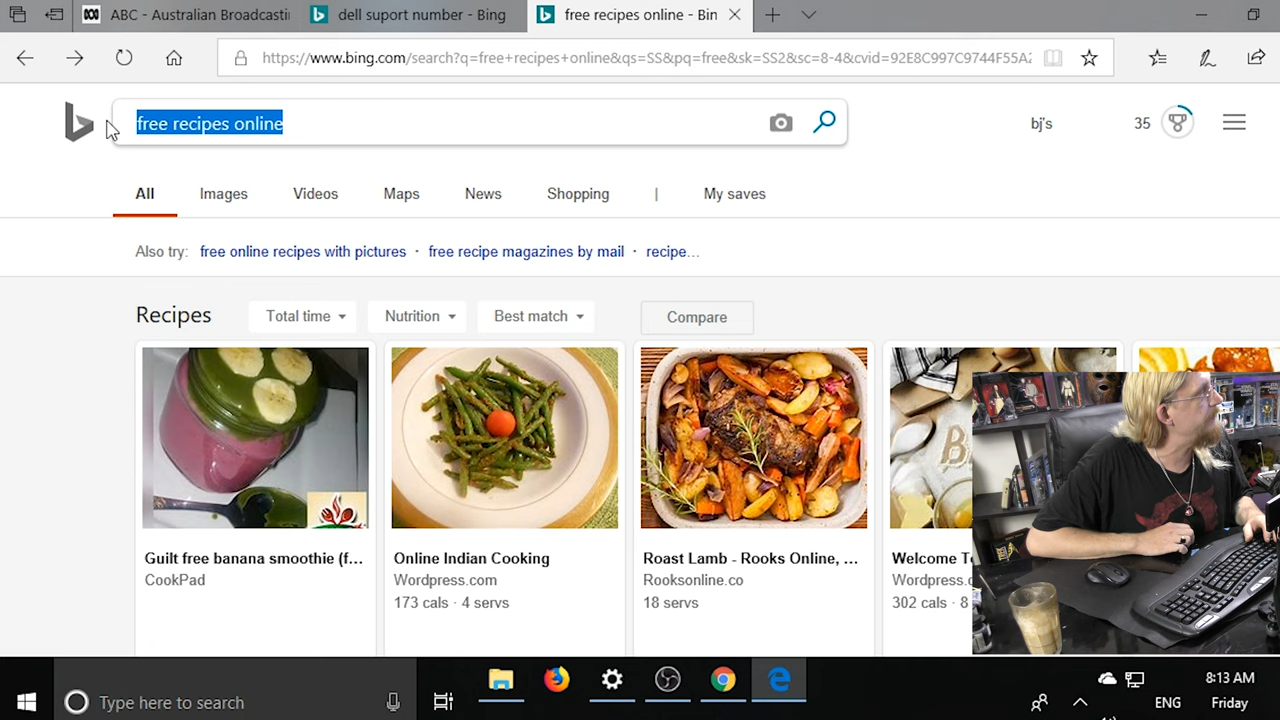 ABC - Australian Broadcasti
dell suport number - Bing
free recipes online - Bin
https://www.bing.com/search?q=free+recipes+online&qs=SS&pq=free&sk=SS2&sc=8-4&cvid=92E8C997C9744F55A2
free recipes online
bj's
35
All
Images
Videos
Maps
News
Shopping
|
My saves
Also try: free online recipes with pictures · free recipe magazines by mail · recipe...
Recipes
Total time
Nutrition
Best match
Compare
Guilt free banana smoothie (f...
CookPad
Online Indian Cooking
Wordpress.com
173 cals · 4 servs
Roast Lamb - Rooks Online, ...
Rooksonline.co
18 servs
B
Welcome T
Wordpress.c
302 cals · 8
Type here to search
8:13 AM
ENG
Friday